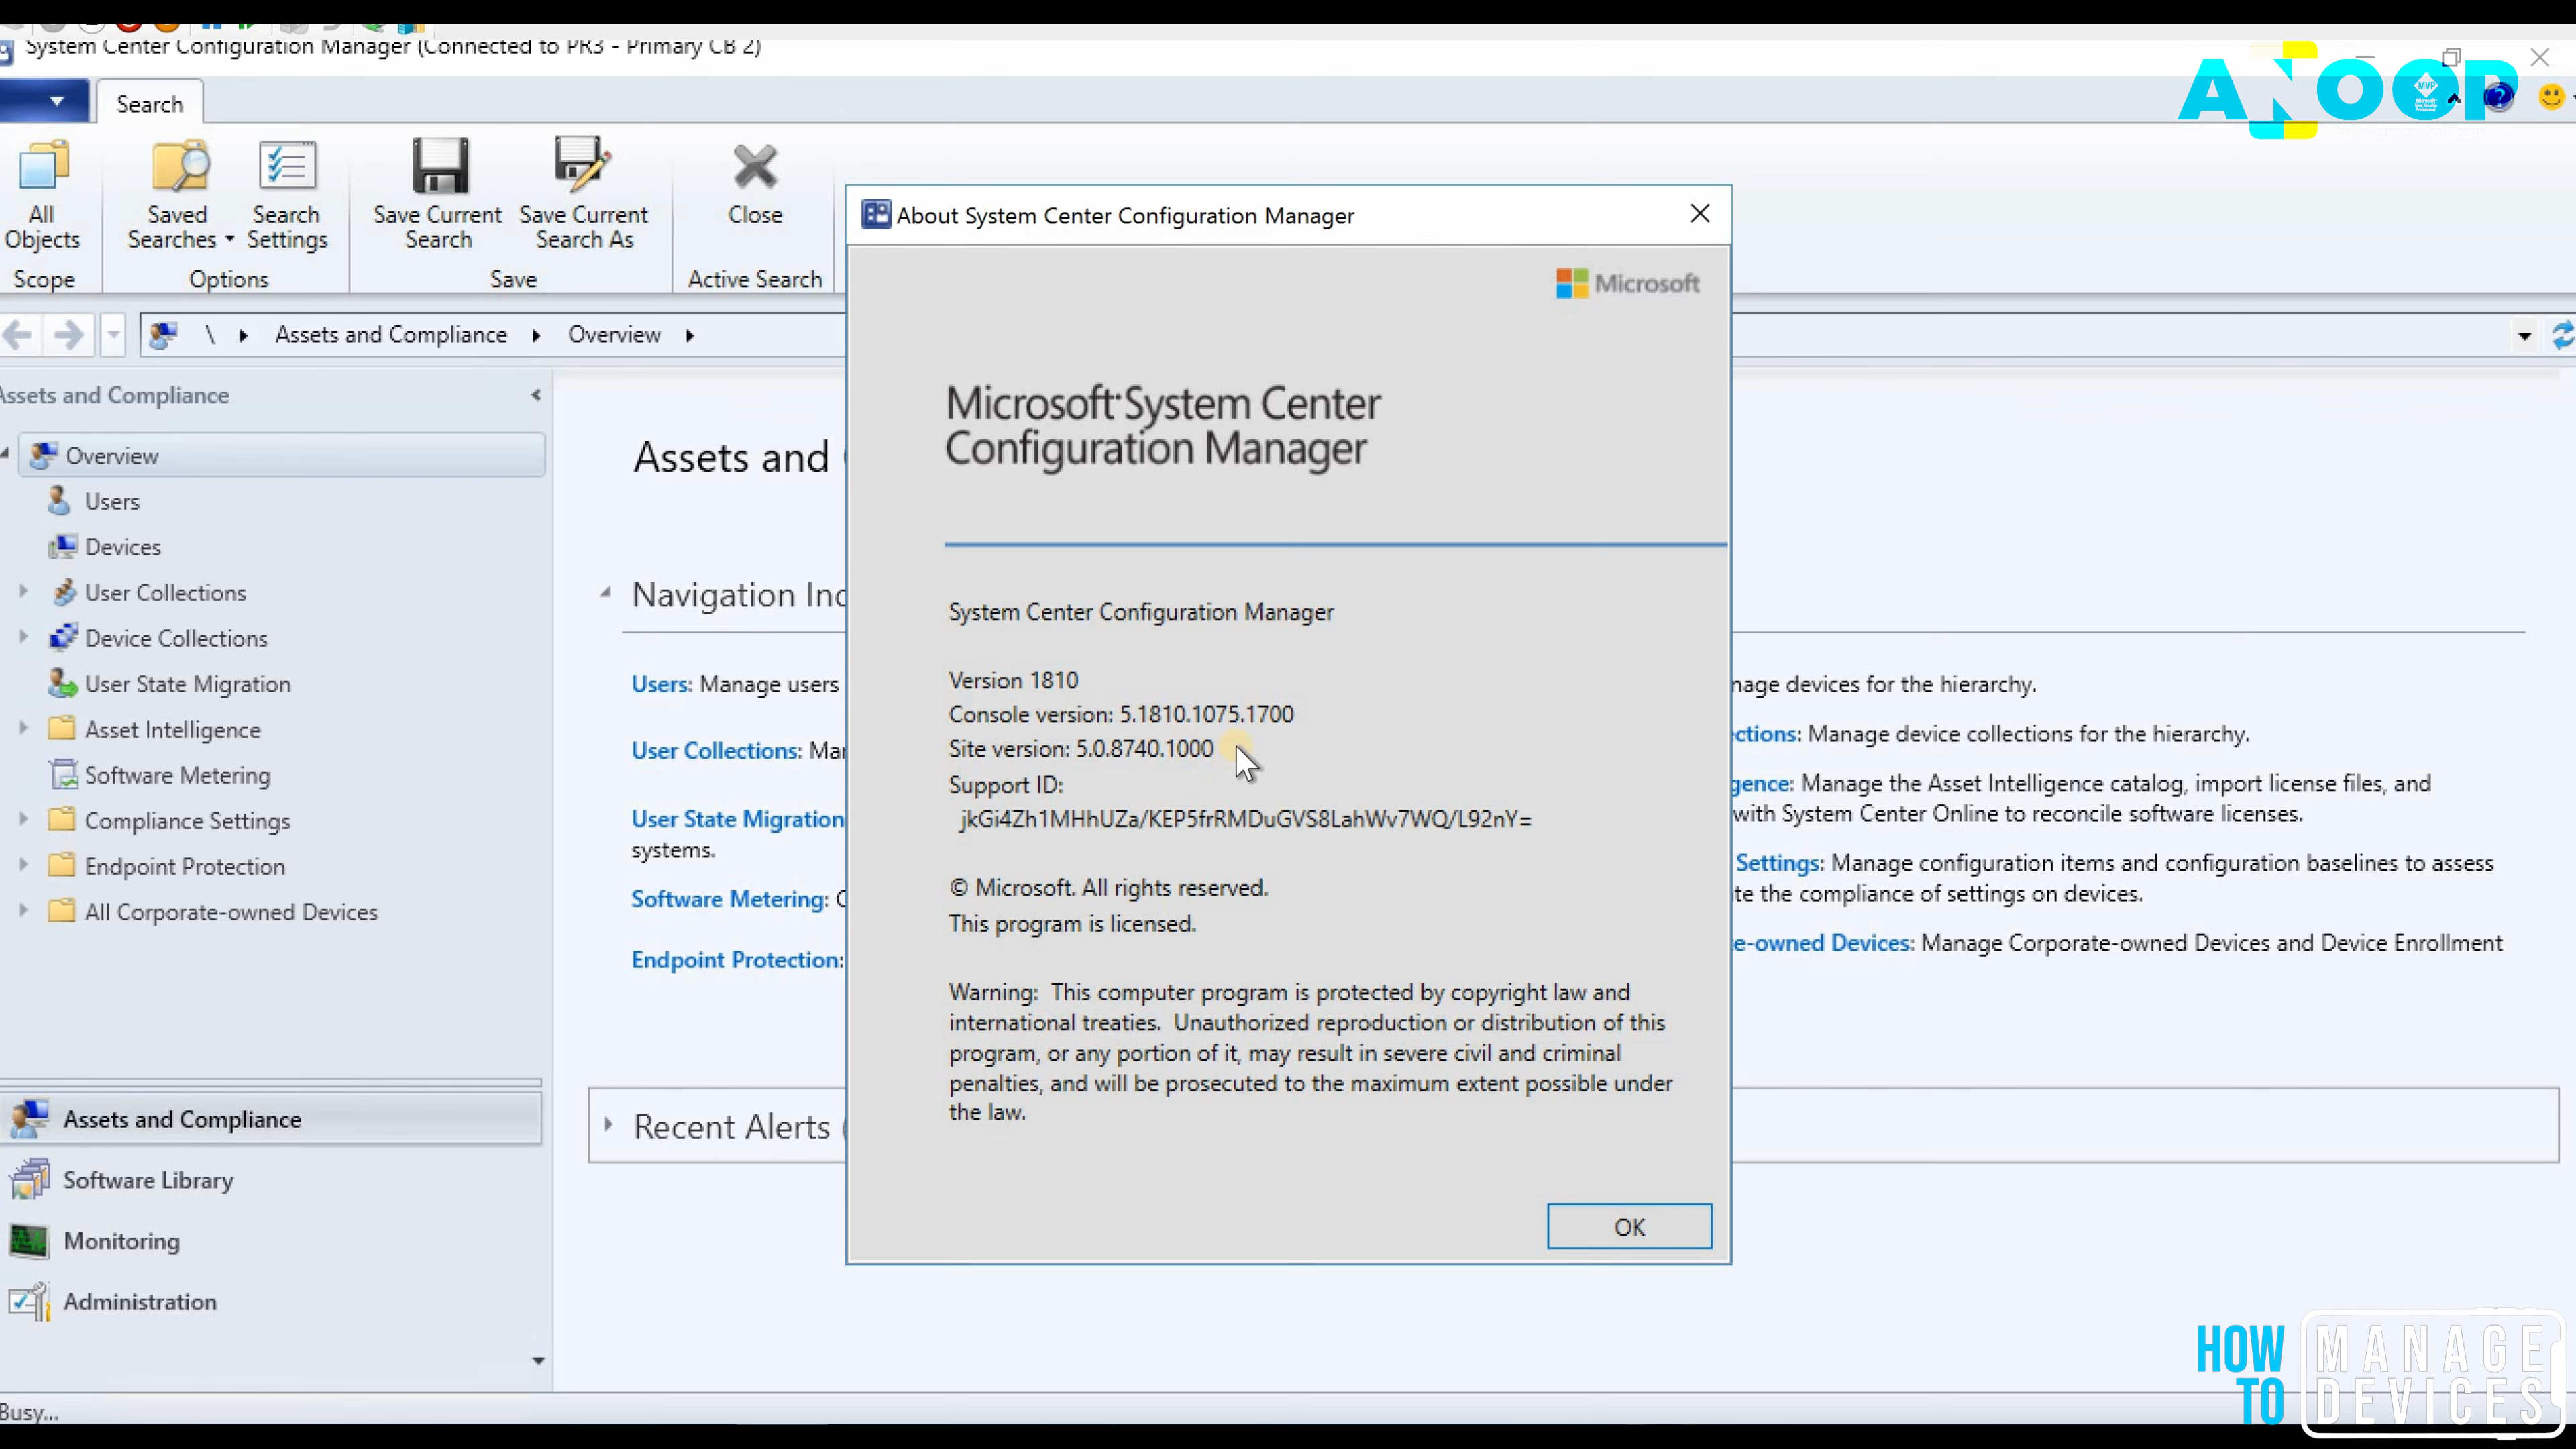 System Center Configuration Manager (Connected to PR3 - Primary CB 2)
ANOOP
MVP
Search
All Objects
Saved Searches
Search Settings
Save Current Search
Save Current Search As
Close
Scope
Options
Save
Active Search
\ Assets and Compliance Overview
Assets and Compliance
Overview
Users
Devices
User Collections
Device Collections
User State Migration
Asset Intelligence
Software Metering
Compliance Settings
Endpoint Protection
All Corporate-owned Devices
Assets and Compliance
Software Library
Monitoring
Administration
Busy...
Assets and
Navigation Ind
Users: Manage users
User Collections: Mar
User State Migration
systems.
Software Metering:
Endpoint Protection:
Recent Alerts (
nage devices for the hierarchy.
ctions: Manage device collections for the hierarchy.
gence: Manage the Asset Intelligence catalog, import license files, and
with System Center Online to reconcile software licenses.
Settings: Manage configuration items and configuration baselines to assess
te the compliance of settings on devices.
e-owned Devices: Manage Corporate-owned Devices and Device Enrollment
About System Center Configuration Manager
Microsoft
Microsoft System Center
Configuration Manager
System Center Configuration Manager
Version 1810
Console version: 5.1810.1075.1700
Site version: 5.0.8740.1000
Support ID:
jkGi4Zh1MHhUZa/KEP5frRMDuGVS8LahWv7WQ/L92nY=
© Microsoft. All rights reserved.
This program is licensed.
Warning: This computer program is protected by copyright law and
international treaties. Unauthorized reproduction or distribution of this
program, or any portion of it, may result in severe civil and criminal
penalties, and will be prosecuted to the maximum extent possible under
the law.
OK
HOW TO
MANAGE DEVICES